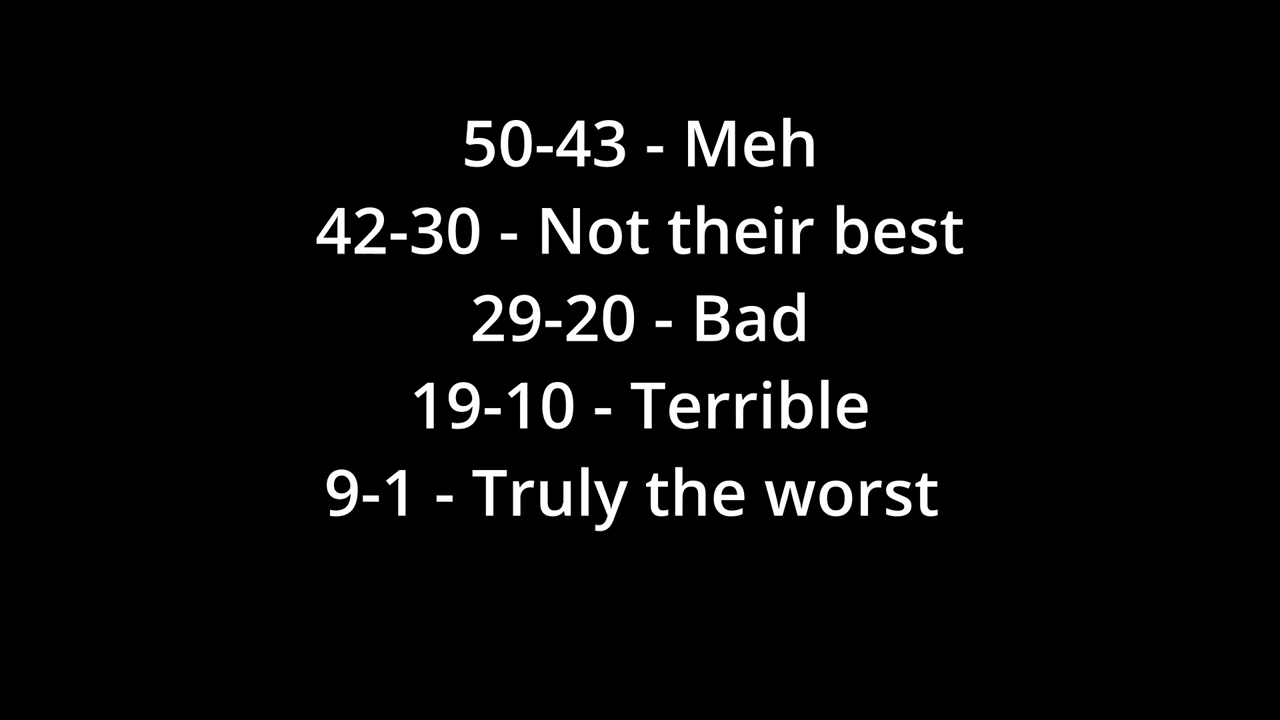 50-43 - Meh
42-30 - Not their best
29-20 - Bad
19-10 - Terrible
9-1 - Truly the worst